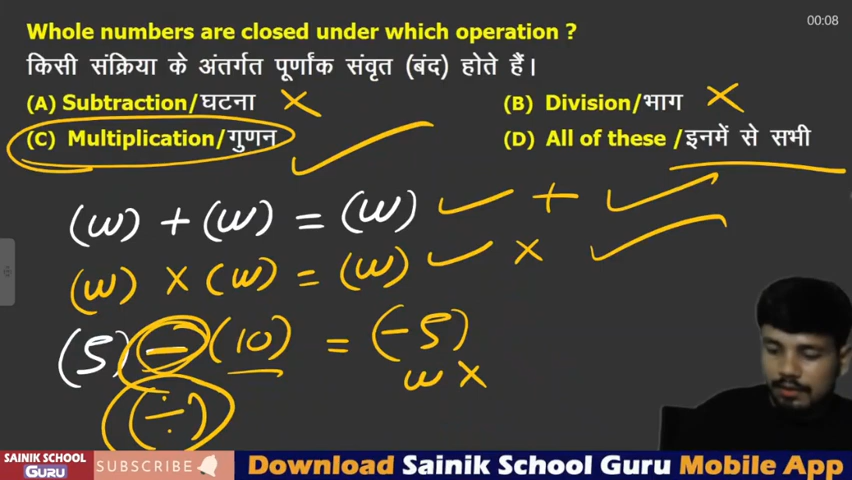 00:08
Whole numbers are closed under which operation ?
किसी संक्रिया के अंतर्गत पूर्णांक संवृत (बंद) होते हैं।
(A) Subtraction/घटना ×
(B) Division/भाग ×
(C) Multiplication/गुणन ✓
(D) All of these /इनमें से सभी
(w) + (w) = (w) ✓ + ✓
(w) × (w) = (w) ✓ × ✓
(5) − (10) = (−5)
w ×
(÷)
SAINIK SCHOOL
GURU
SUBSCRIBE
Download Sainik School Guru Mobile App